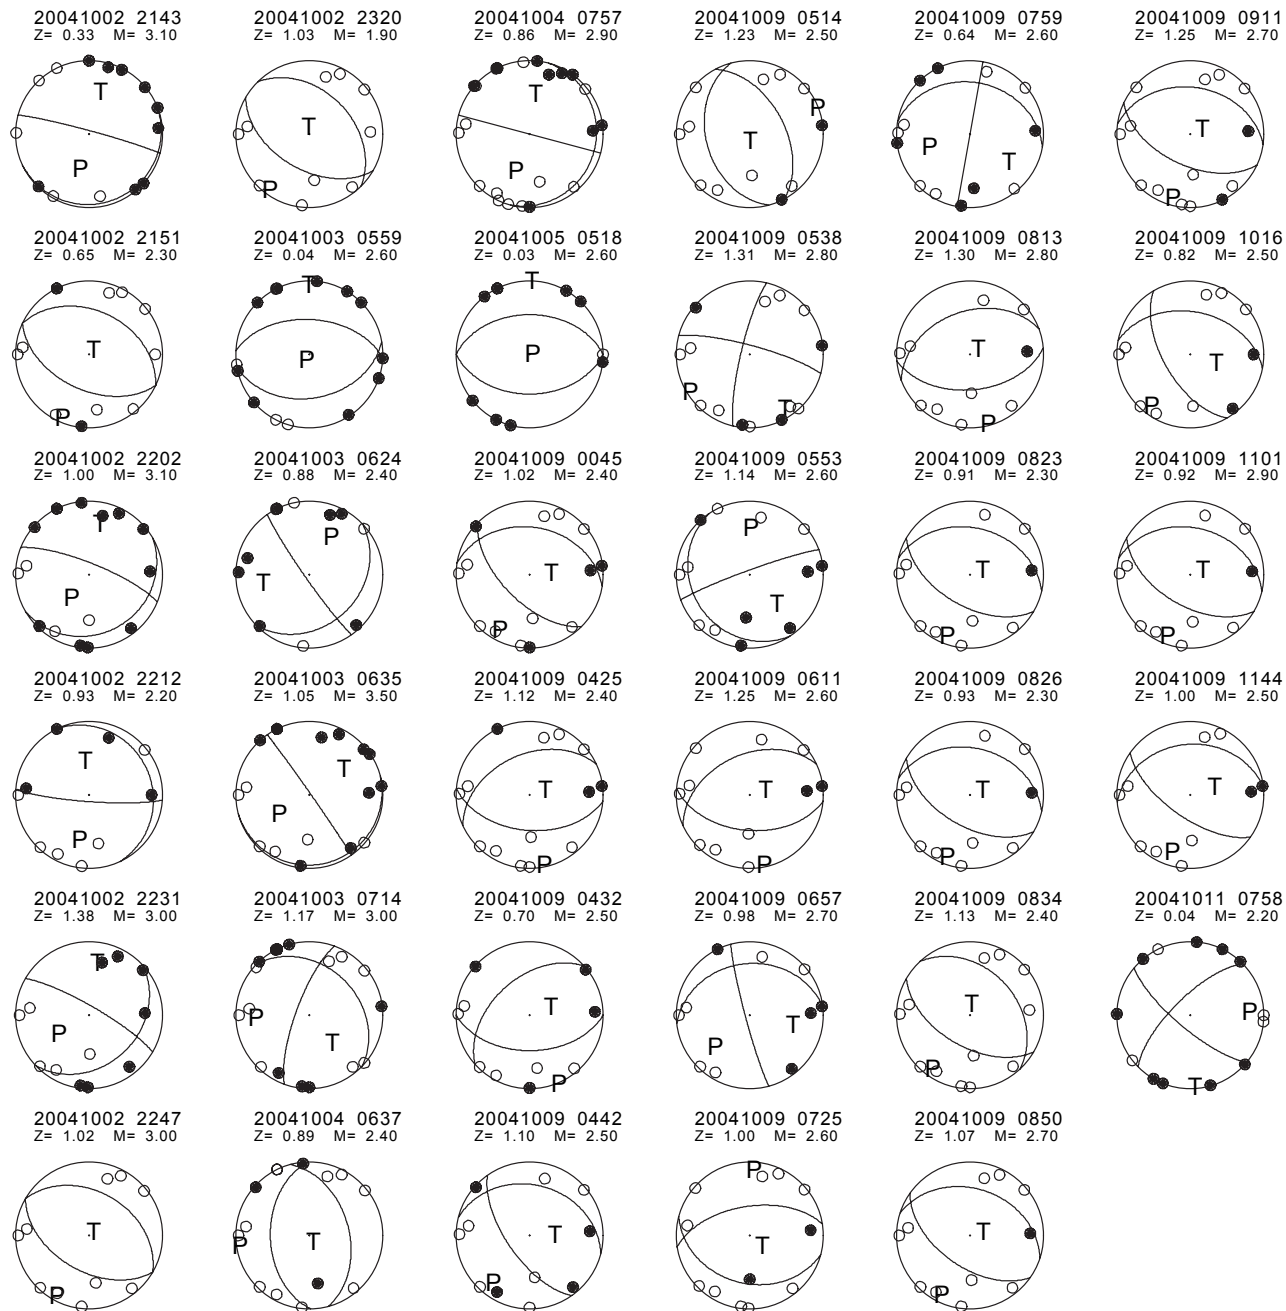 20041002 2143 20041002 2320 20041004 0757 20041009 0514 20041009 0759 20041009 0911
Z= 0.33 M= 3.10 Z= 1.03 M= 1.90 Z= 0.86 M= 2.90 Z= 1.23 M= 2.50 Z= 0.64 M= 2.60 Z= 1.25 M= 2.70
T T T P T
P P P T P T P
20041002 2151 20041003 0559 20041005 0518 20041009 0538 20041009 0813 20041009 1016
Z= 0.65 M= 2.30 Z= 0.04 M= 2.60 Z= 0.03 M= 2.60 Z= 1.31 M= 2.80 Z= 1.30 M= 2.80 Z= 0.82 M= 2.50
T T
T P P T T
P P T P P
20041002 2202 20041003 0624 20041009 0045 20041009 0553 20041009 0823 20041009 1101
Z= 1.00 M= 3.10 Z= 0.88 M= 2.40 Z= 1.02 M= 2.40 Z= 1.14 M= 2.60 Z= 0.91 M= 2.30 Z= 0.92 M= 2.90
T P P
P T T T T T
P P P
20041002 2212 20041003 0635 20041009 0425 20041009 0611 20041009 0826 20041009 1144
Z= 0.93 M= 2.20 Z= 1.05 M= 3.50 Z= 1.12 M= 2.40 Z= 1.25 M= 2.60 Z= 0.93 M= 2.30 Z= 1.00 M= 2.50
T T T T T T
P P P P P P
20041002 2231 20041003 0714 20041009 0432 20041009 0657 20041009 0834 20041011 0758
Z= 1.38 M= 3.00 Z= 1.17 M= 3.00 Z= 0.70 M= 2.50 Z= 0.98 M= 2.70 Z= 1.13 M= 2.40 Z= 0.04 M= 2.20
T P T T T P
P T P P P T
20041002 2247 20041004 0637 20041009 0442 20041009 0725 20041009 0850
Z= 1.02 M= 3.00 Z= 0.89 M= 2.40 Z= 1.10 M= 2.50 Z= 1.00 M= 2.60 Z= 1.07 M= 2.70
P
T P T T T T
P P P